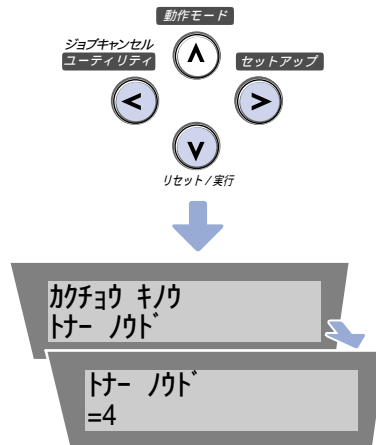 動作モード
ジョブキャンセル
ユーティリティ
セットアップ
∧
<
>
∨
リセット/実行
カクチョウ キノウ
トナー ノウド
トナー ノウド
=4